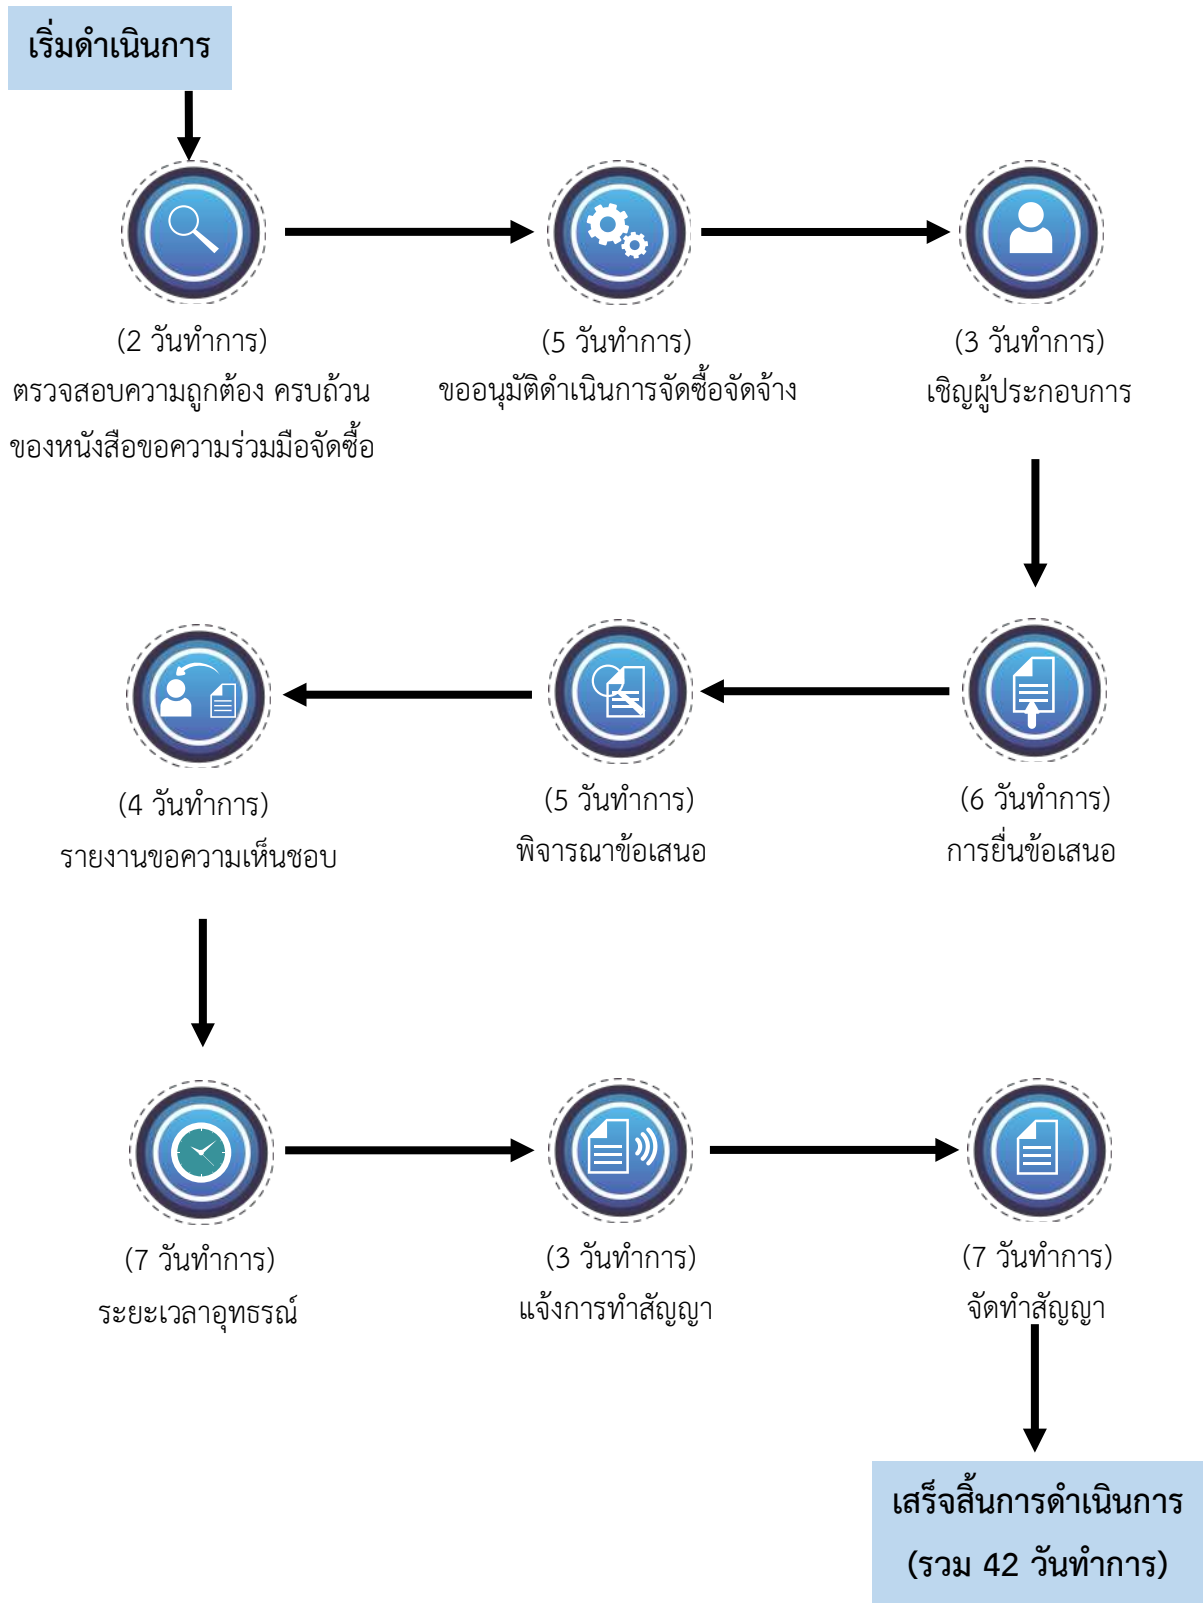 เริ่มดำเนินการ
(2 วันทำการ)
ตรวจสอบความถูกต้อง ครบถ้วน
ของหนังสือขอความร่วมมือจัดซื้อ
(5 วันทำการ)
ขออนุมัติดำเนินการจัดซื้อจัดจ้าง
(3 วันทำการ)
เชิญผู้ประกอบการ
(6 วันทำการ)
การยื่นข้อเสนอ
(5 วันทำการ)
พิจารณาข้อเสนอ
(4 วันทำการ)
รายงานขอความเห็นชอบ
(7 วันทำการ)
ระยะเวลาอุทธรณ์
(3 วันทำการ)
แจ้งการทำสัญญา
(7 วันทำการ)
จัดทำสัญญา
เสร็จสิ้นการดำเนินการ
(รวม 42 วันทำการ)